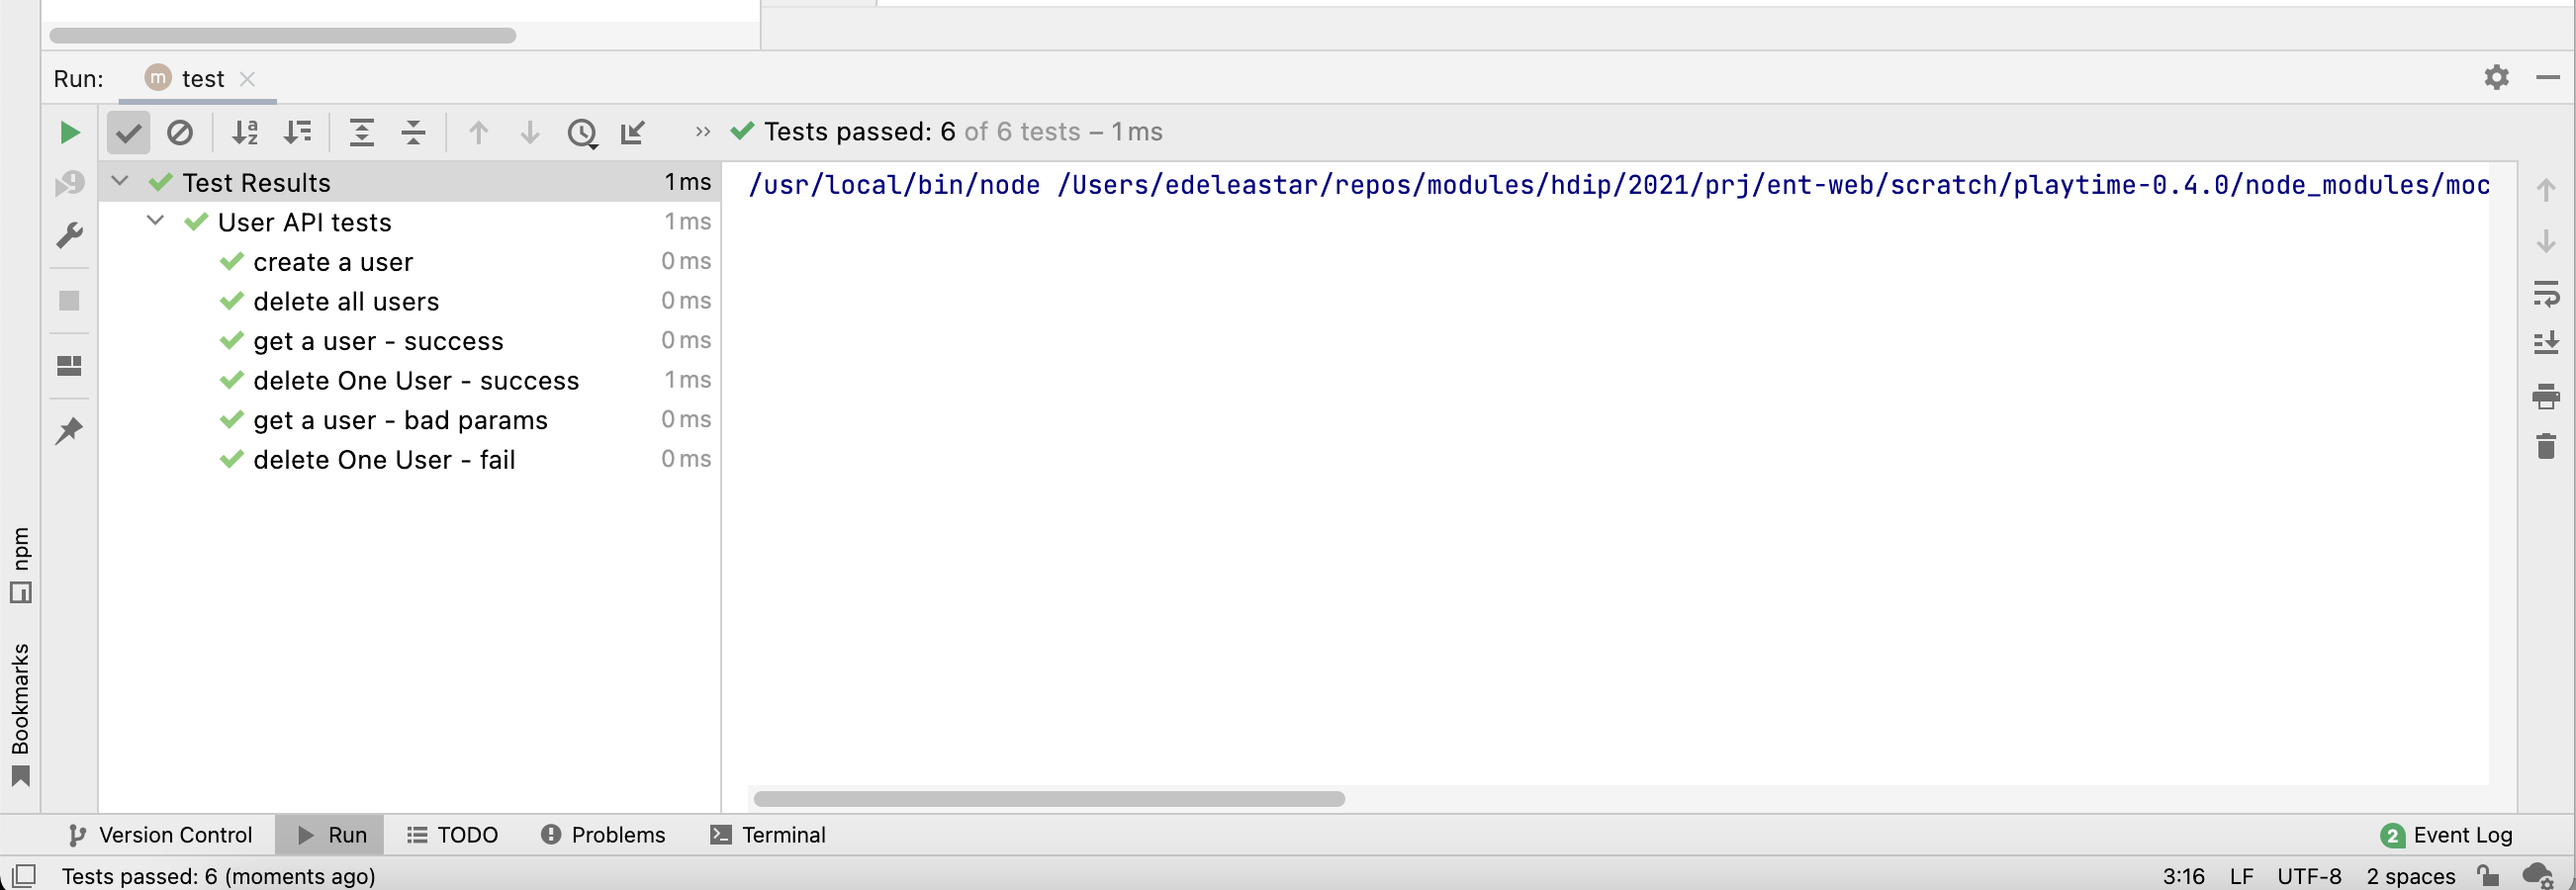 Run: m test
Tests passed: 6 of 6 tests – 1 ms
Test Results 1 ms
User API tests 1 ms
create a user 0 ms
delete all users 0 ms
get a user - success 0 ms
delete One User - success 1 ms
get a user - bad params 0 ms
delete One User - fail 0 ms
/usr/local/bin/node /Users/edeleastar/repos/modules/hdip/2021/prj/ent-web/scratch/playtime-0.4.0/node_modules/moc
npm
Bookmarks
Version Control Run TODO Problems Terminal 2 Event Log
Tests passed: 6 (moments ago) 3:16 LF UTF-8 2 spaces